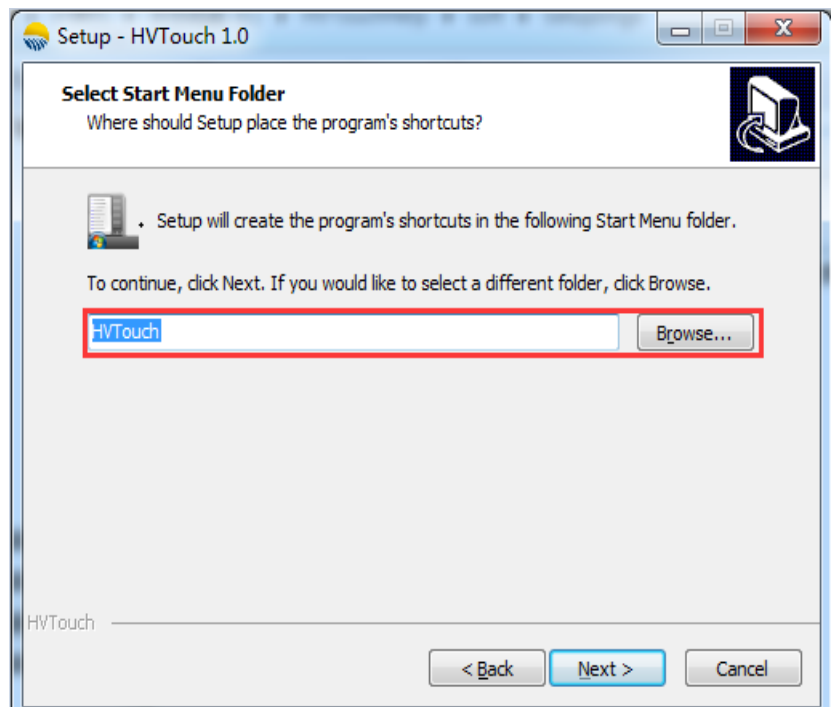 Setup - HVTouch 1.0
Select Start Menu Folder
Where should Setup place the program's shortcuts?
Setup will create the program's shortcuts in the following Start Menu folder.
To continue, click Next. If you would like to select a different folder, click Browse.
HVTouch
Browse...
HVTouch
< Back
Next >
Cancel